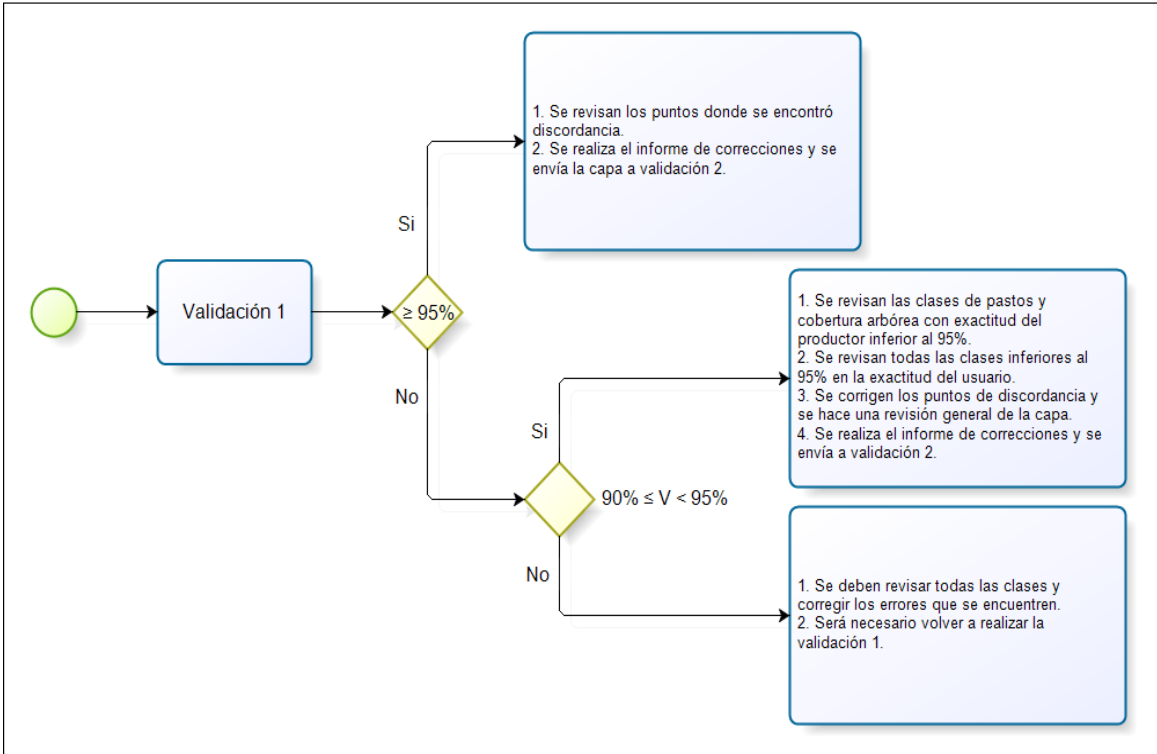 1. Se revisan los puntos donde se encontró
discordancia.
2. Se realiza el informe de correcciones y se
envía la capa a validación 2.
Si
Validación 1
≥ 95%
No
1. Se revisan las clases de pastos y
cobertura arbórea con exactitud del
productor inferior al 95%.
2. Se revisan todas las clases inferiores al
95% en la exactitud del usuario.
3. Se corrigen los puntos de discordancia y
se hace una revisión general de la capa.
4. Se realiza el informe de correcciones y se
envía a validación 2.
Si
90% ≤ V < 95%
No
1. Se deben revisar todas las clases y
corregir los errores que se encuentren.
2. Será necesario volver a realizar la
validación 1.